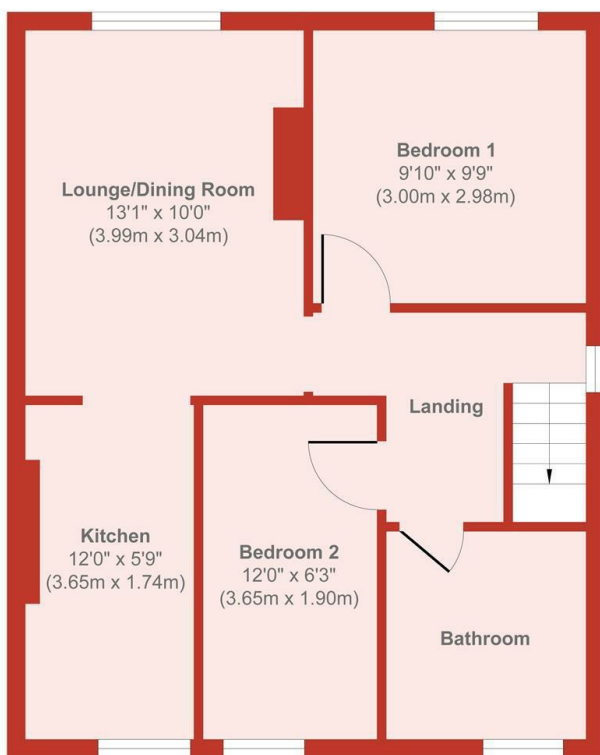 Lounge/Dining Room
13'1" x 10'0"
(3.99m x 3.04m)
Bedroom 1
9'10" x 9'9"
(3.00m x 2.98m)
Landing
Kitchen
12'0" x 5'9"
(3.65m x 1.74m)
Bedroom 2
12'0" x 6'3"
(3.65m x 1.90m)
Bathroom